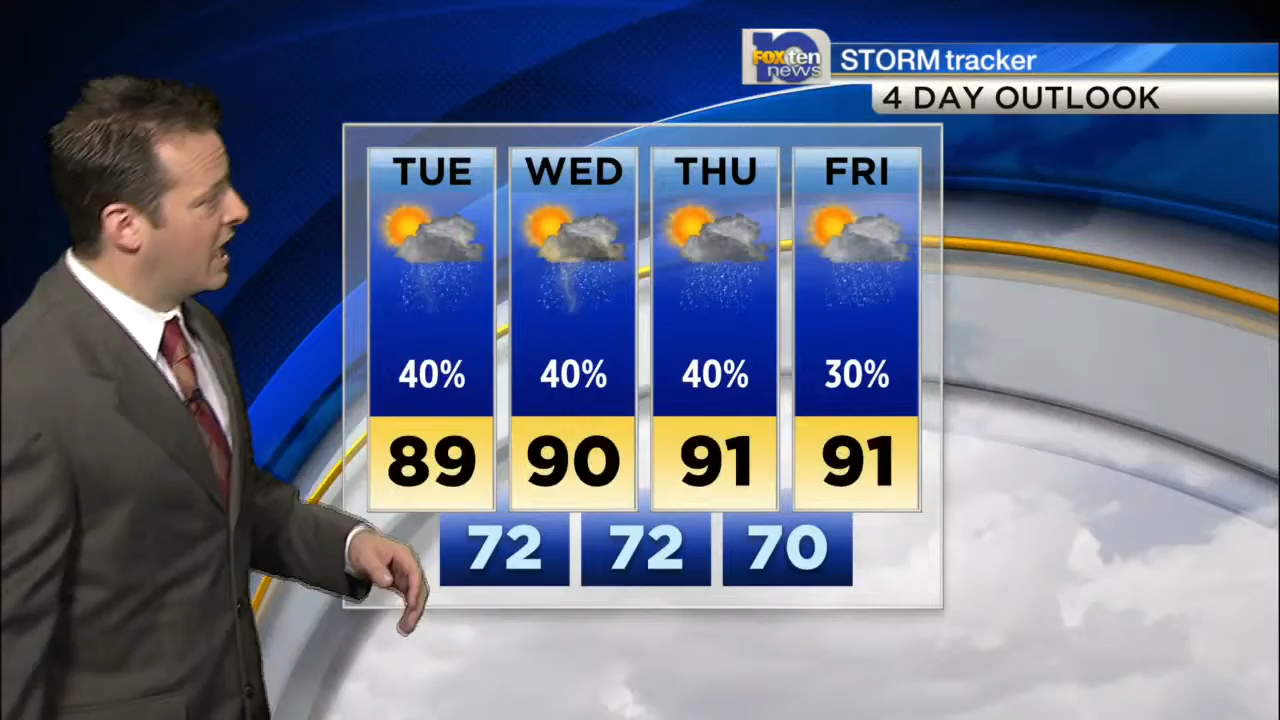 10
FOX ten
news
STORM tracker
4 DAY OUTLOOK
TUE WED THU FRI
40% 40% 40% 30%
89 90 91 91
72 72 70